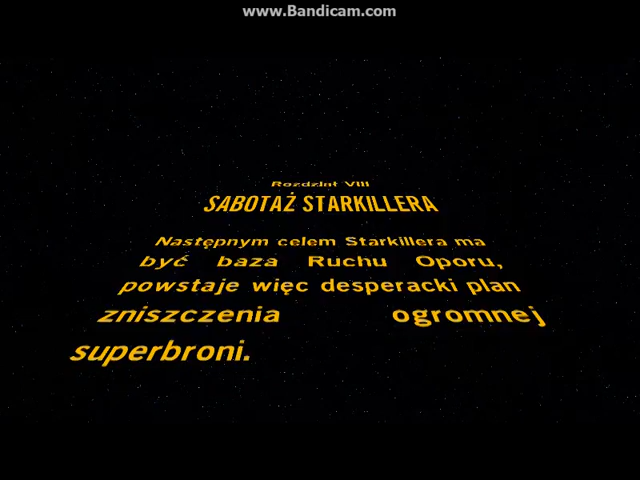 www.Bandicam.com
Rozdział VIII
SABOTAŻ STARKILLERA
Następnym celem Starkillera ma
być baza Ruchu Oporu,
powstaje więc desperacki plan
zniszczenia ogromnej
superbroni.